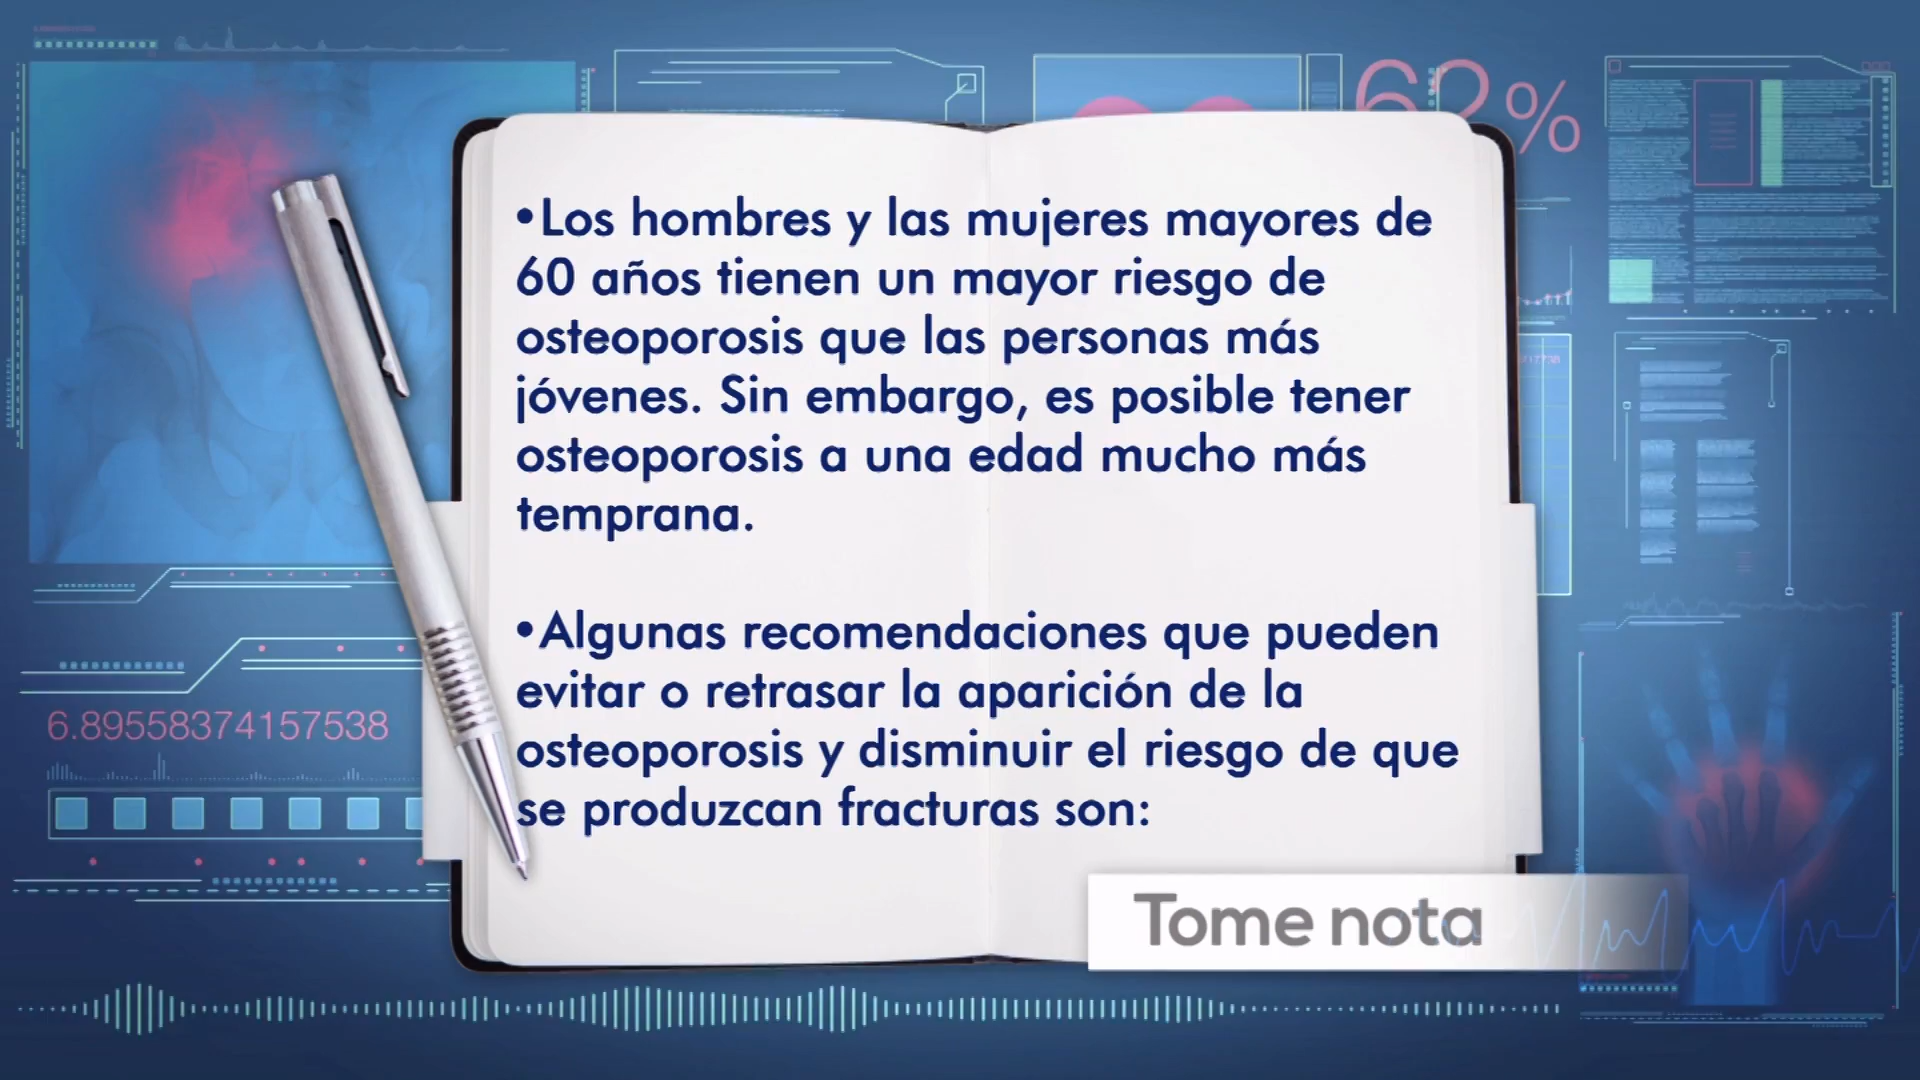 62%
•Los hombres y las mujeres mayores de
60 años tienen un mayor riesgo de
osteoporosis que las personas más
jóvenes. Sin embargo, es posible tener
osteoporosis a una edad mucho más
temprana.
•Algunas recomendaciones que pueden
evitar o retrasar la aparición de la
osteoporosis y disminuir el riesgo de que
se produzcan fracturas son:
6.89558374157538
Tome nota